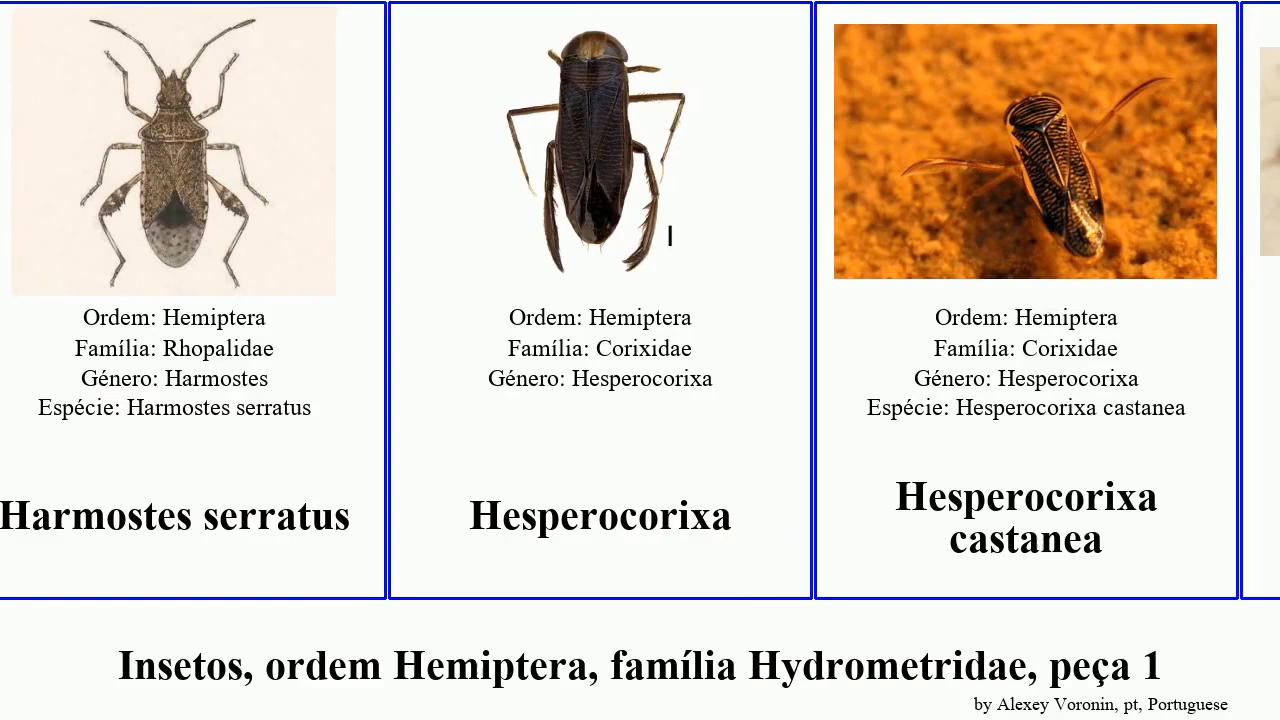 Ordem: Hemiptera
Família: Rhopalidae
Género: Harmostes
Espécie: Harmostes serratus
Harmostes serratus
Ordem: Hemiptera
Família: Corixidae
Género: Hesperocorixa
Hesperocorixa
Ordem: Hemiptera
Família: Corixidae
Género: Hesperocorixa
Espécie: Hesperocorixa castanea
Hesperocorixa
castanea
Insetos, ordem Hemiptera, família Hydrometridae, peça 1
by Alexey Voronin, pt, Portuguese